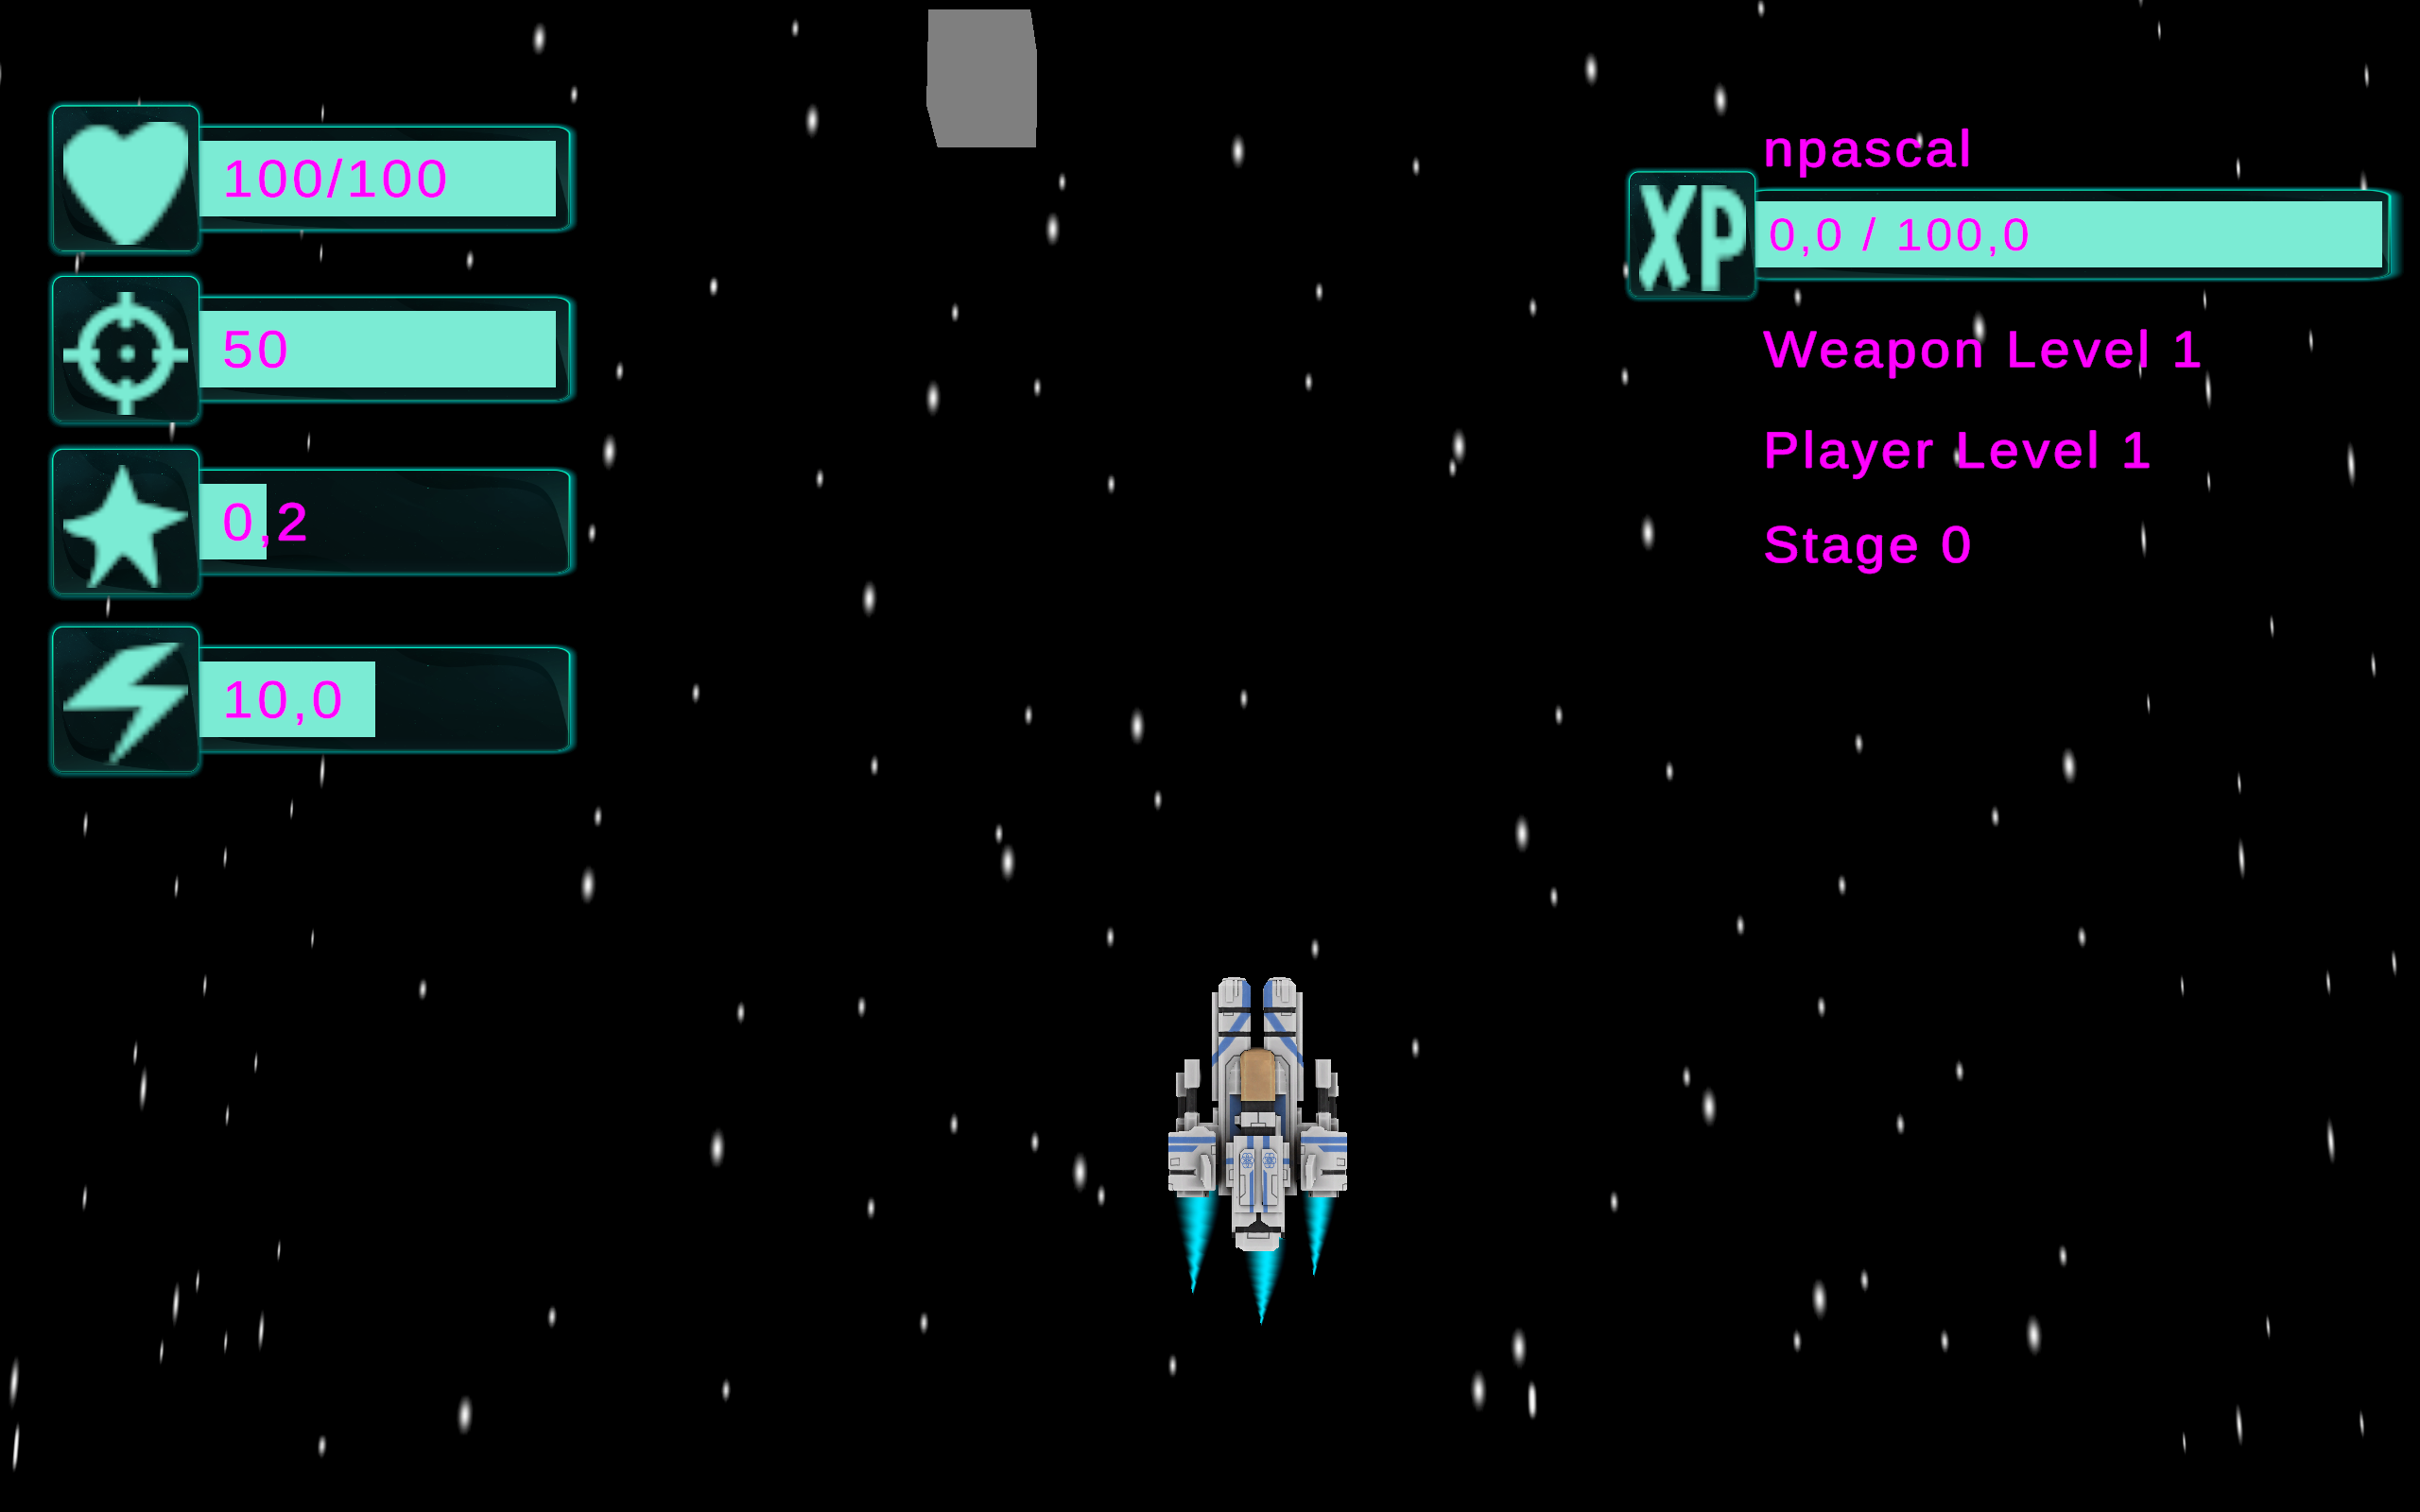 100/100
50
0,2
10,0
npascal
XP
0,0 / 100,0
Weapon Level 1
Player Level 1
Stage 0